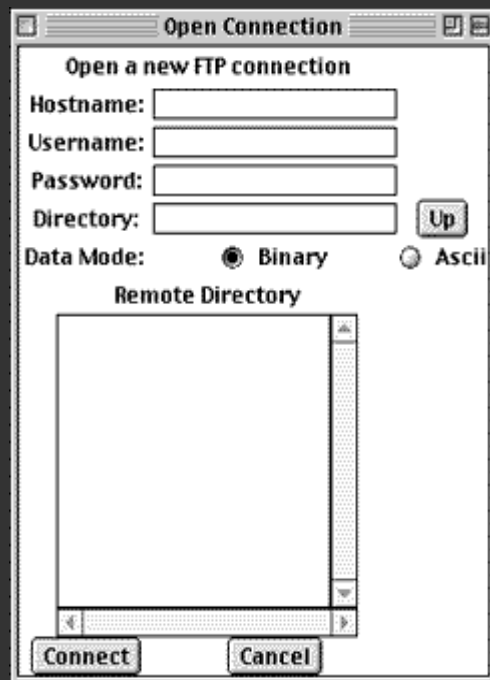 Open Connection
Open a new FTP connection
Hostname:
Username:
Password:
Directory: Up
Data Mode: Binary Ascii
Remote Directory
Connect Cancel